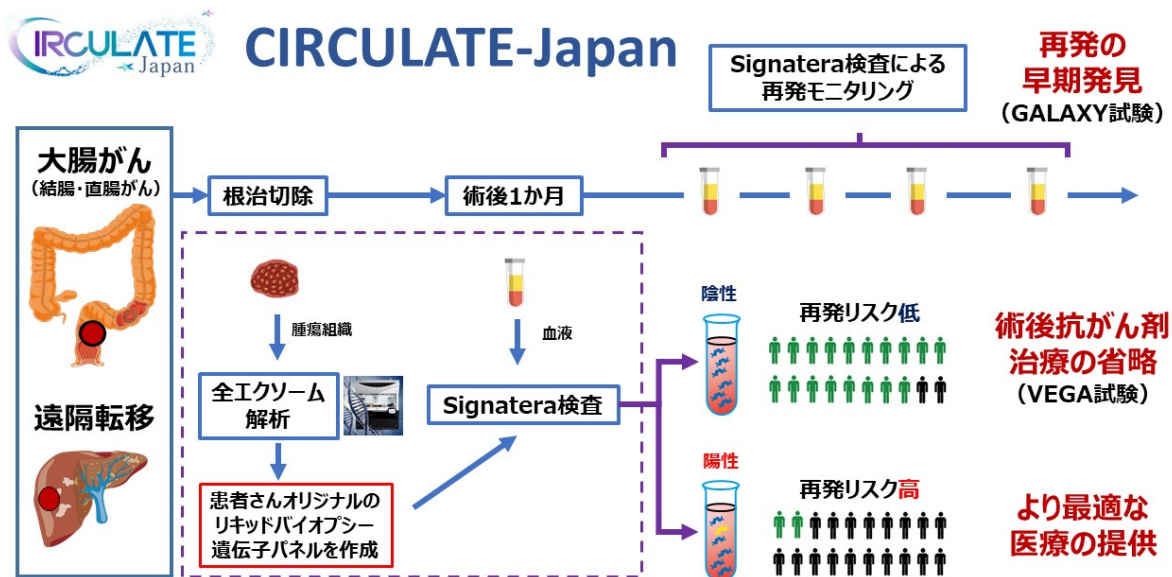 CIRCULATE
Japan
CIRCULATE-Japan
Signatera検査による
再発モニタリング
再発の
早期発見
（GALAXY試験）
大腸がん
（結腸・直腸がん）
根治切除
術後1か月
腫瘍組織
血液
全エクソーム
解析
Signatera検査
患者さんオリジナルの
リキッドバイオプシー
遺伝子パネルを作成
遠隔転移
陰性
再発リスク低
術後抗がん剤
治療の省略
（VEGA試験）
陽性
再発リスク高
より最適な
医療の提供